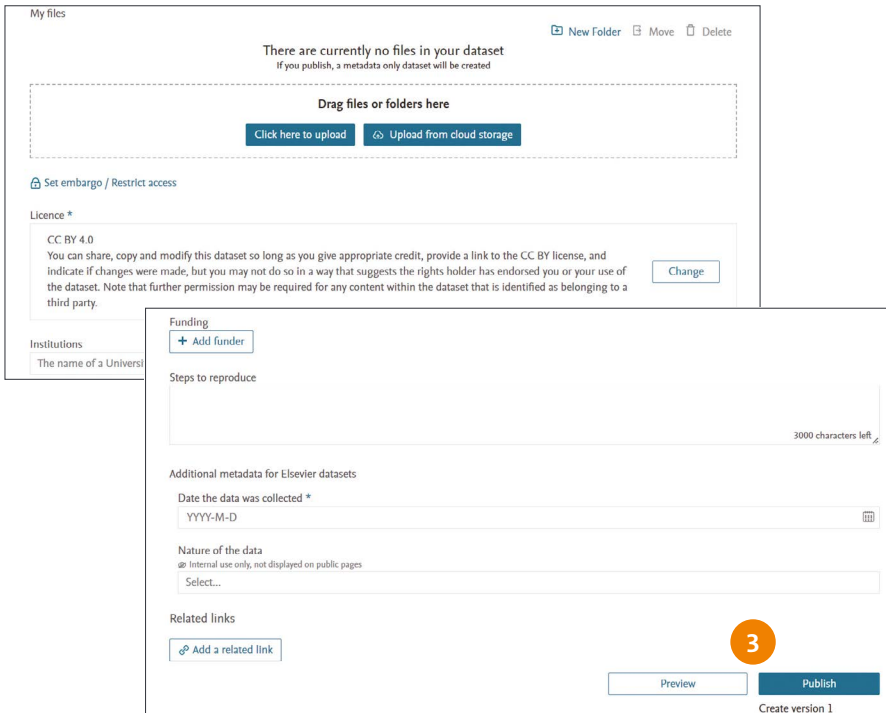 My files
New Folder Move Delete
There are currently no files in your dataset
If you publish, a metadata only dataset will be created
Drag files or folders here
Click here to upload Upload from cloud storage
Set embargo / Restrict access
Licence *
CC BY 4.0
You can share, copy and modify this dataset so long as you give appropriate credit, provide a link to the CC BY license, and
indicate if changes were made, but you may not do so in a way that suggests the rights holder has endorsed you or your use of
the dataset. Note that further permission may be required for any content within the dataset that is identified as belonging to a
third party.
Change
Institutions
The name of a Universi
Funding
+ Add funder
Steps to reproduce
3000 characters left
Additional metadata for Elsevier datasets
Date the data was collected *
YYYY-M-D
Nature of the data
Internal use only, not displayed on public pages
Select...
Related links
Add a related link
3
Preview Publish
Create version 1